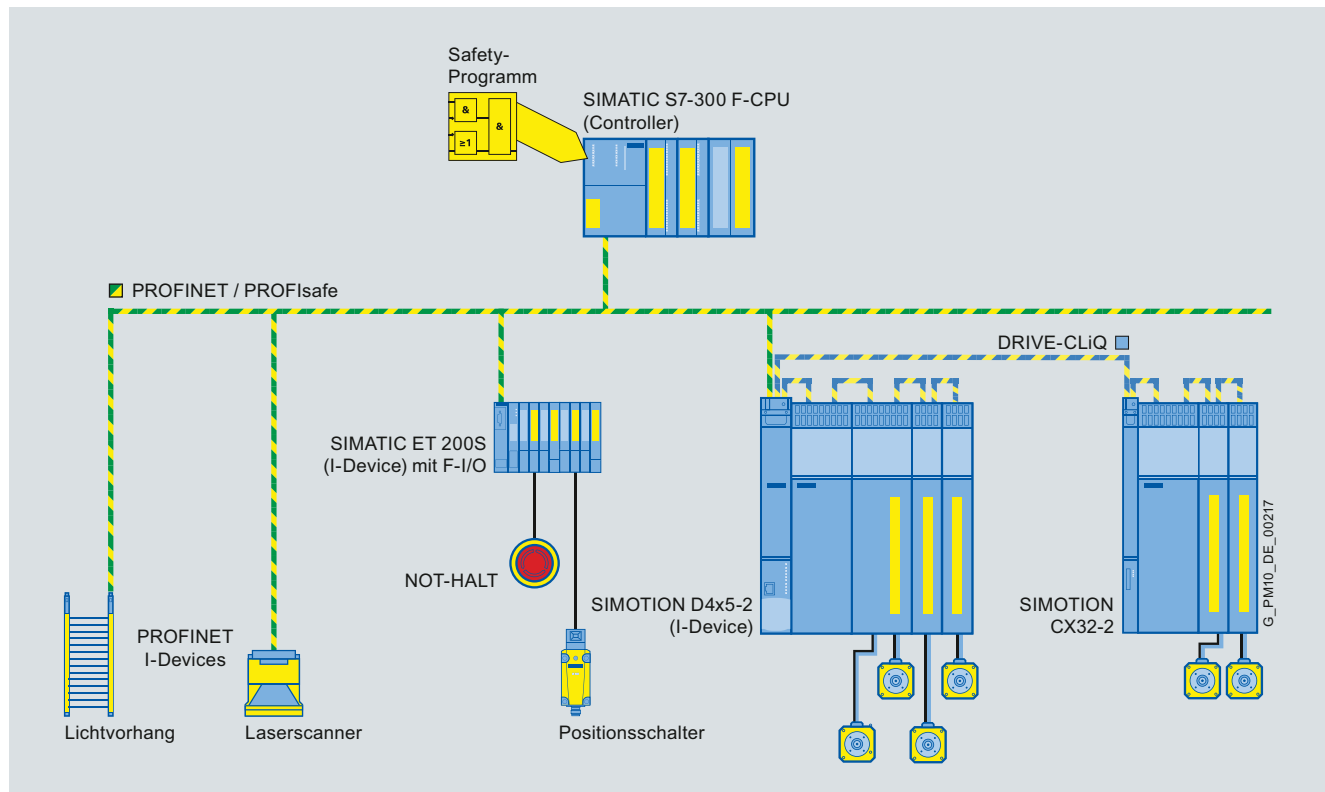 Safety-
Programm
&
≥1
&
SIMATIC S7-300 F-CPU
(Controller)
PROFINET / PROFIsafe
DRIVE-CLiQ
SIMATIC ET 200S
(I-Device) mit F-I/O
NOT-HALT
SIMOTION D4x5-2
(I-Device)
SIMOTION
CX32-2
G_PM10_DE_00217
PROFINET
I-Devices
Lichtvorhang
Laserscanner
Positionsschalter